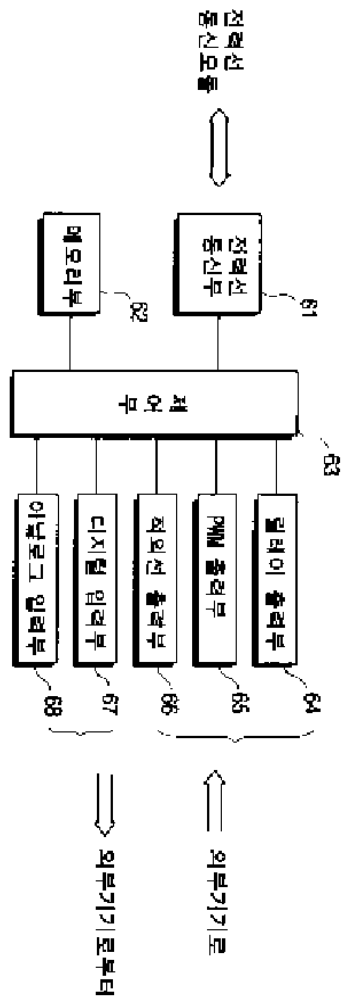 전력선
통신모듈
전력선
통신부
61
메모리부
62
제어부
63
릴레이 출력부
64
PWM 출력부
65
적외선 출력부
66
디지털 입력부
67
아날로그 입력부
68
외부기기로
외부기기로부터